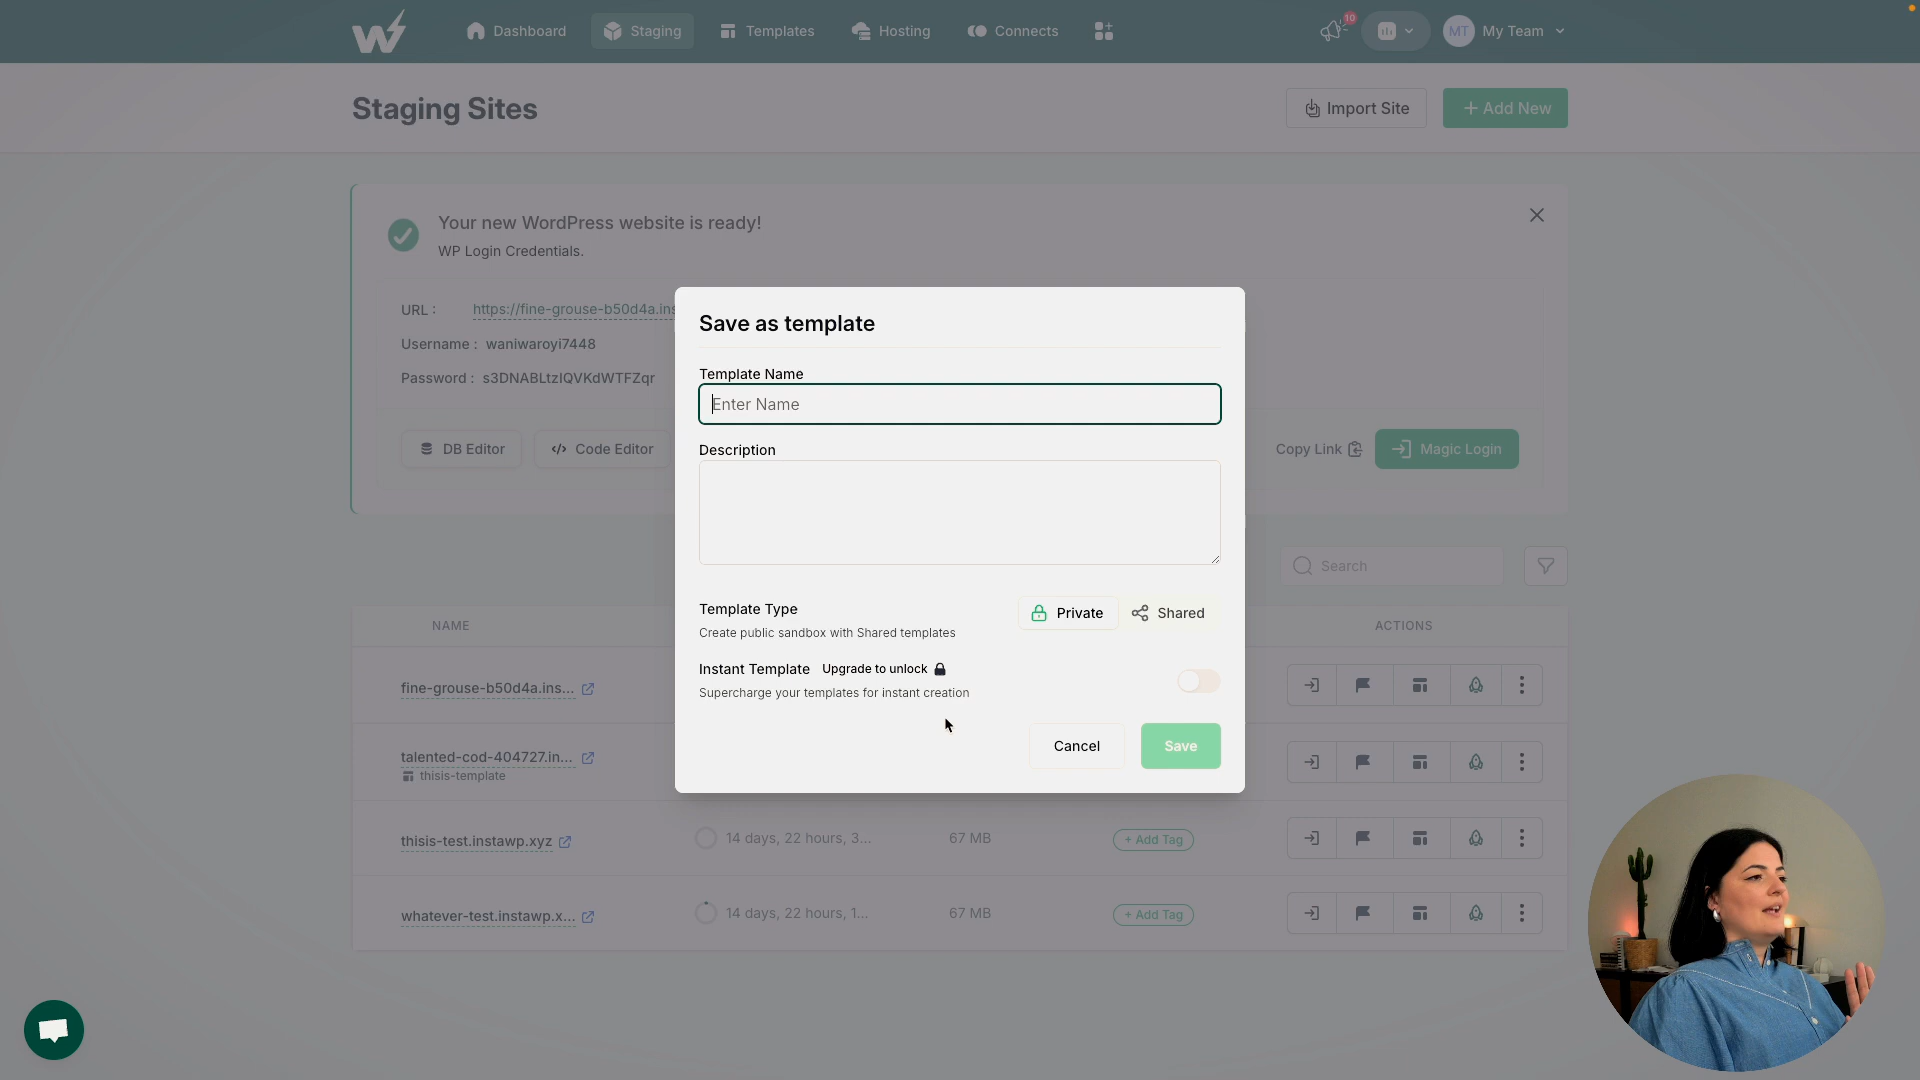 Dashboard
Staging
Templates
Hosting
Connects
10
MT
My Team
Staging Sites
Import Site
+ Add New
Your new WordPress website is ready!
WP Login Credentials.
URL :
https://fine-grouse-b50d4a.ins
Username : waniwaroyi7448
Password : s3DNABLtzIQVKdWTFZqr
DB Editor
Code Editor
Copy Link
Magic Login
Save as template
Template Name
Enter Name
Description
Template Type
Create public sandbox with Shared templates
Private
Shared
Instant Template
Upgrade to unlock
Supercharge your templates for instant creation
Cancel
Save
Search
NAME
ACTIONS
fine-grouse-b50d4a.ins...
talented-cod-404727.in...
thisis-template
thisis-test.instawp.xyz
14 days, 22 hours, 3...
67 MB
+ Add Tag
whatever-test.instawp.x...
14 days, 22 hours, 1...
67 MB
+ Add Tag